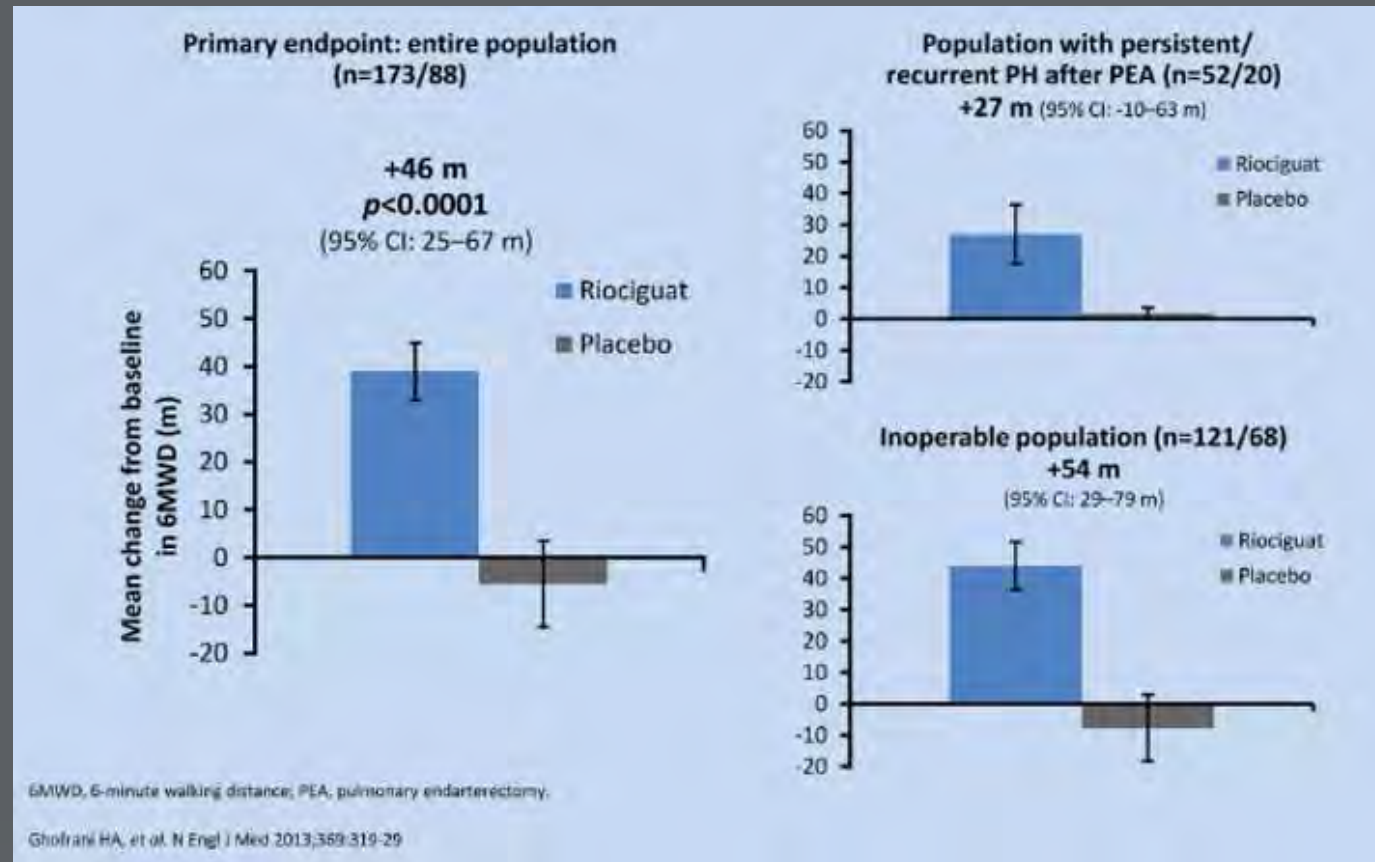 Primary endpoint: entire population
(n=173/88)
+46 m
p<0.0001
(95% CI: 25–67 m)
Mean change from baseline
in 6MWD (m)
60
50
40
30
20
10
0
-10
-20
Riociguat
Placebo
Population with persistent/
recurrent PH after PEA (n=52/20)
+27 m (95% CI: -10–63 m)
60
50
40
30
20
10
0
-10
-20
Riociguat
Placebo
Inoperable population (n=121/68)
+54 m
(95% CI: 29–79 m)
60
50
40
30
20
10
0
-10
-20
Riociguat
Placebo
6MWD, 6-minute walking distance; PEA, pulmonary endarterectomy.
Ghofrani HA, et al. N Engl J Med 2013;369:319-29